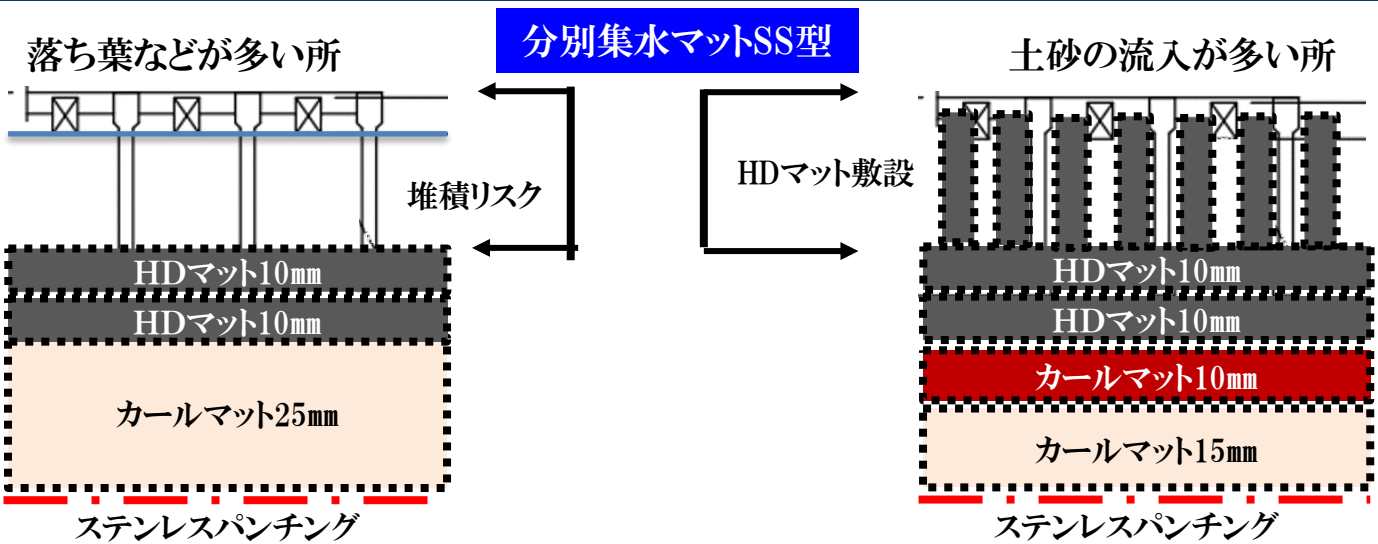 分別集水マットSS型
落ち葉などが多い所
堆積リスク
HDマット10mm
HDマット10mm
カールマット25mm
ステンレスパンチング
土砂の流入が多い所
HDマット敷設
HDマット10mm
HDマット10mm
カールマット10mm
カールマット15mm
ステンレスパンチング